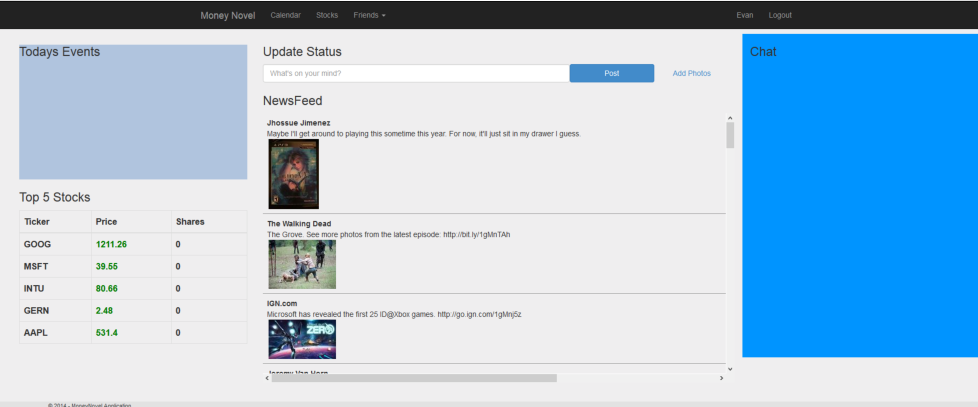 Money Novel Calendar Stocks Friends Evan Logout
Todays Events
Update Status
What's on your mind? Post Add Photos
NewsFeed
Jhossue Jimenez
Maybe I'll get around to playing this sometime this year. For now, it'll just sit in my drawer I guess.
The Walking Dead
The Grove. See more photos from the latest episode: http://bit.ly/1gMnTAh
IGN.com
Microsoft has revealed the first 25 ID@Xbox games. http://go.ign.com/1gMnj5z
ZERO
Jeremy Van Horn
Top 5 Stocks
Ticker Price Shares
GOOG 1211.26 0
MSFT 39.55 0
INTU 80.66 0
GERN 2.48 0
AAPL 531.4 0
Chat
© 2014 - MoneyNovel Application